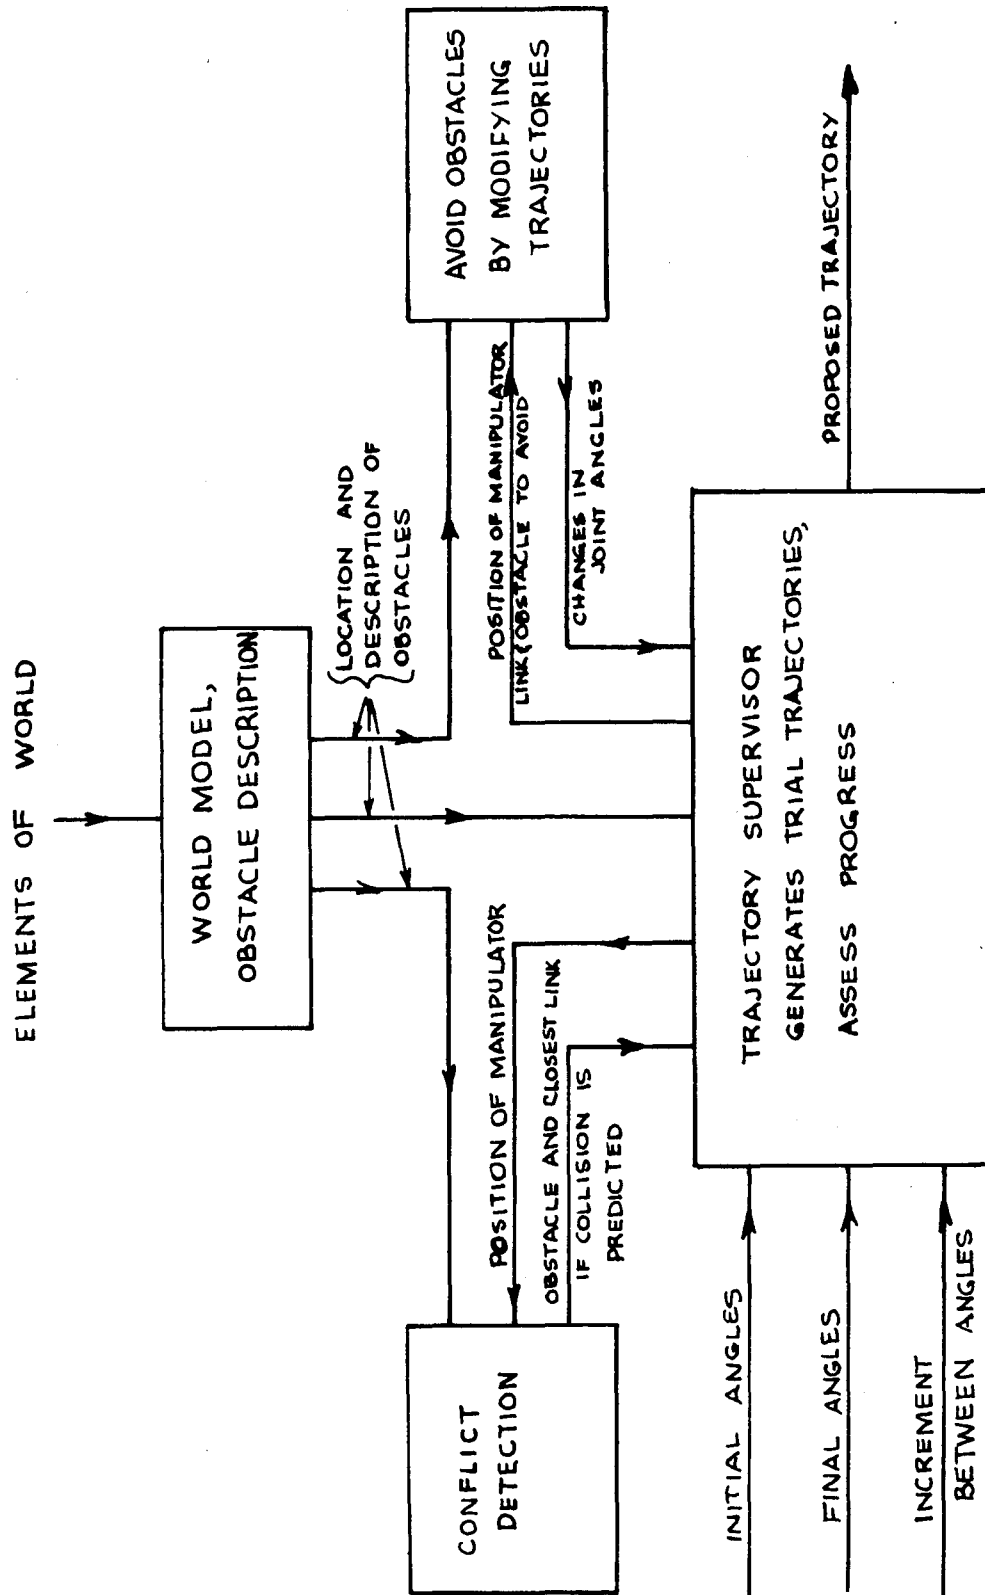 ELEMENTS OF WORLD
WORLD MODEL,
OBSTACLE DESCRIPTION
LOCATION AND
DESCRIPTION OF
OBSTACLES
CONFLICT
DETECTION
AVOID OBSTACLES
BY MODIFYING
TRAJECTORIES
POSITION OF MANIPULATOR
OBSTACLE AND CLOSEST LINK
IF COLLISION IS
PREDICTED
POSITION OF MANIPULATOR
LINK & OBSTACLE TO AVOID
CHANGES IN
JOINT ANGLES
INITIAL ANGLES
FINAL ANGLES
INCREMENT
BETWEEN ANGLES
TRAJECTORY SUPERVISOR
GENERATES TRIAL TRAJECTORIES,
ASSESS PROGRESS
PROPOSED TRAJECTORY